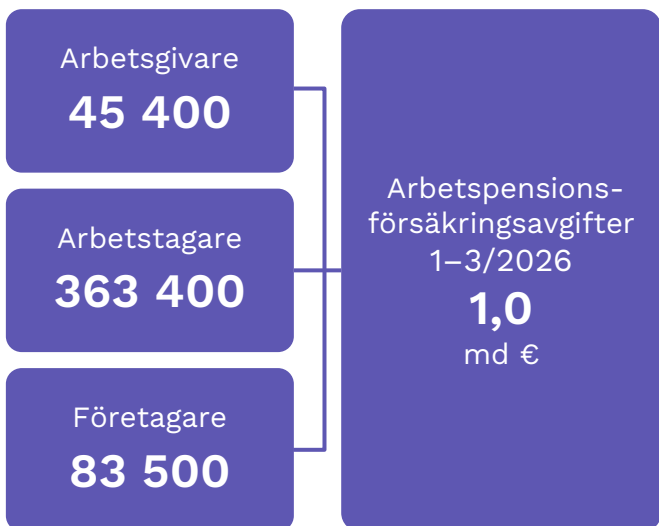 Arbetsgivare
45 400
Arbetstagare
363 400
Företagare
83 500
Arbetspensions-
försäkringsavgifter
1–3/2026
1,0
md €